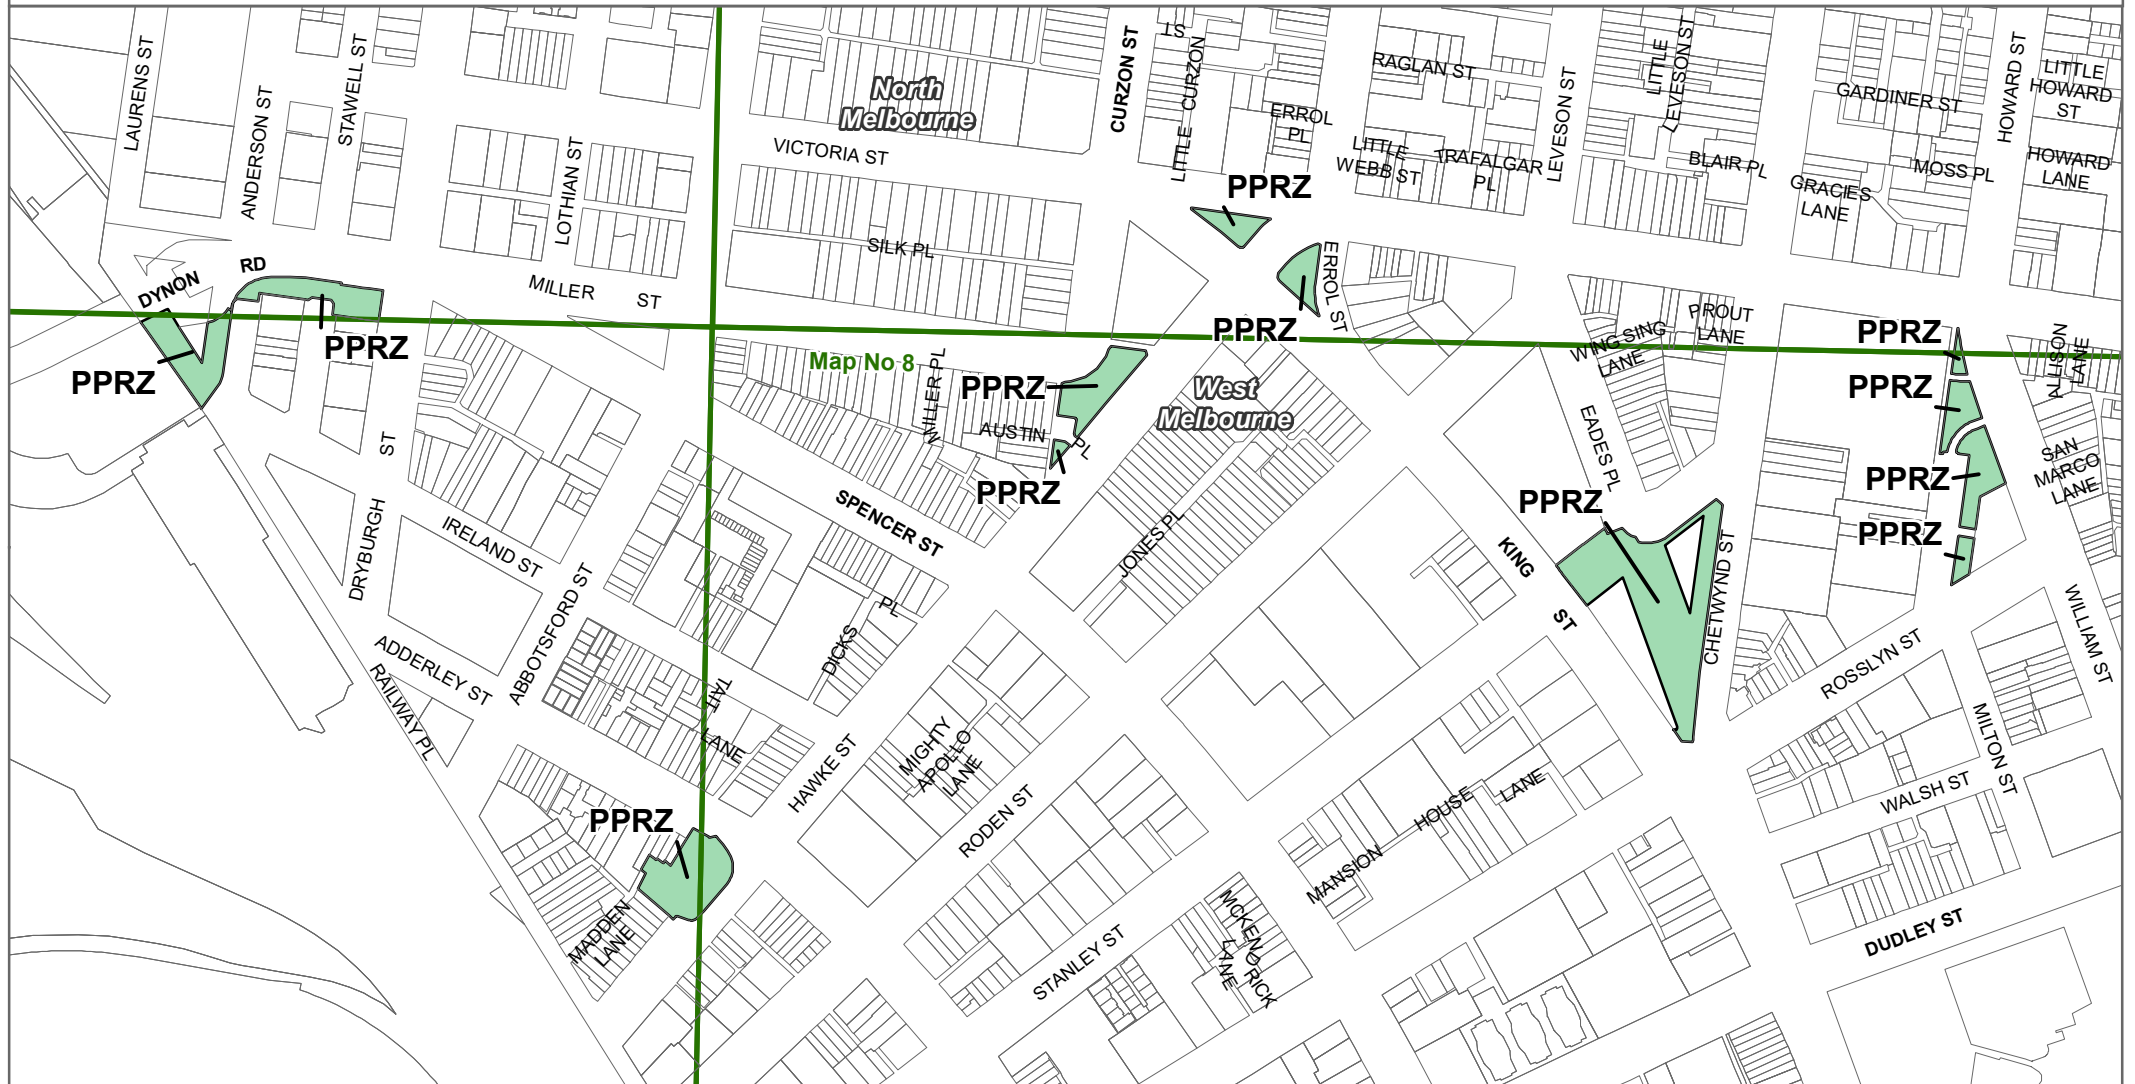 LAURENS ST
ANDERSON ST
STAWELL ST
LOTHIAN ST
North
Melbourne
VICTORIA ST
SILK PL
CURZON ST
LITTLE CURZON
ST
ERROL
PL
RAGLAN ST
LITTLE
WEBB ST
TRAFALGAR
PL
LEVESON ST
LITTLE
LEVESON ST
BLAIR PL
GARDINER ST
GRACIES
LANE
MOSS PL
HOWARD ST
LITTLE
HOWARD
ST
HOWARD
LANE
PPRZ
ERROL ST
PPRZ
DYNON
RD
MILLER
ST
PPRZ
PPRZ
Map No 8
MILLER PL
PPRZ
AUSTIN
PL
PPRZ
West
Melbourne
WING SING
LANE
PROUT
LANE
EADES PL
PPRZ
PPRZ
PPRZ
PPRZ
ALLISON
LANE
SAN
MARCO
LANE
DRYBURGH
ST
IRELAND ST
SPENCER ST
JONES PL
KING
ST
PPRZ
CHETWYND ST
WILLIAM ST
ADDERLEY ST
ABBOTSFORD ST
RAILWAY PL
DICKS
PL
TAIT
LANE
HAWKE ST
MIGHTY
APOLLO
LANE
RODEN ST
ROSSLYN ST
MILTON ST
WALSH ST
MANSION
HOUSE
LANE
PPRZ
MADDEN
LANE
STANLEY ST
MCKENDRICK
LANE
DUDLEY ST